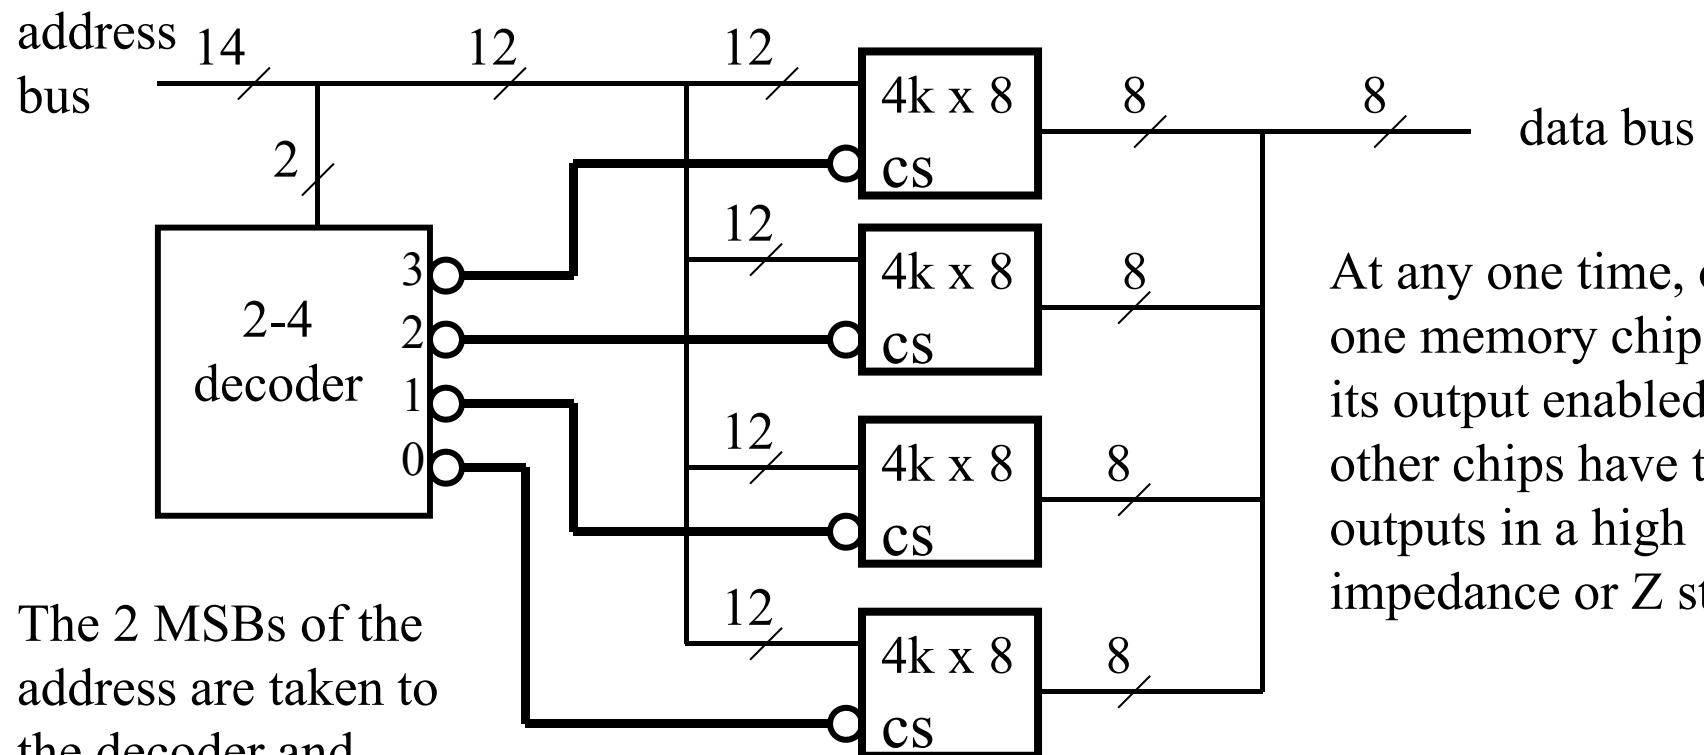 address
bus
14
12
12
4k x 8
cs
8
8
data bus
2
2-4
decoder
3
2
1
0
12
4k x 8
cs
8
12
4k x 8
cs
8
12
4k x 8
cs
8
At any one time,
one memory chip
its output enabled
other chips have
outputs in a high
impedance or Z
The 2 MSBs of the
address are taken to
the decoder and